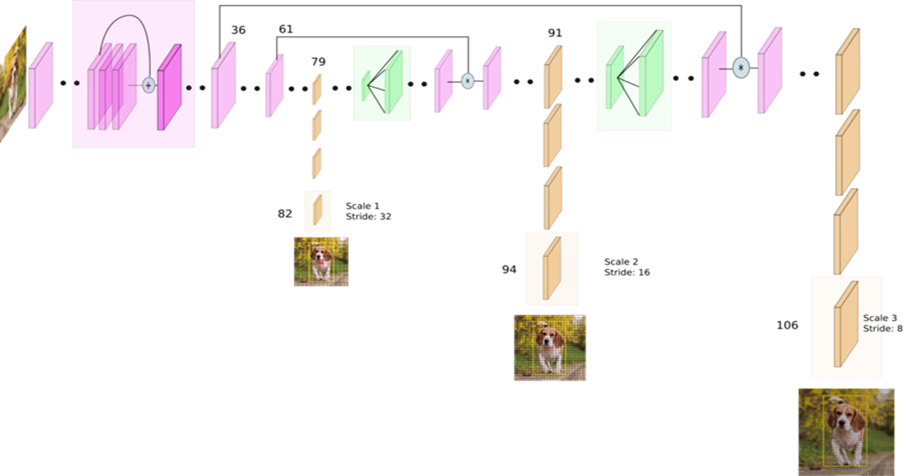 36
61
79
91
+
*
*
82
Scale 1
Stride: 32
94
Scale 2
Stride: 16
106
Scale 3
Stride: 8